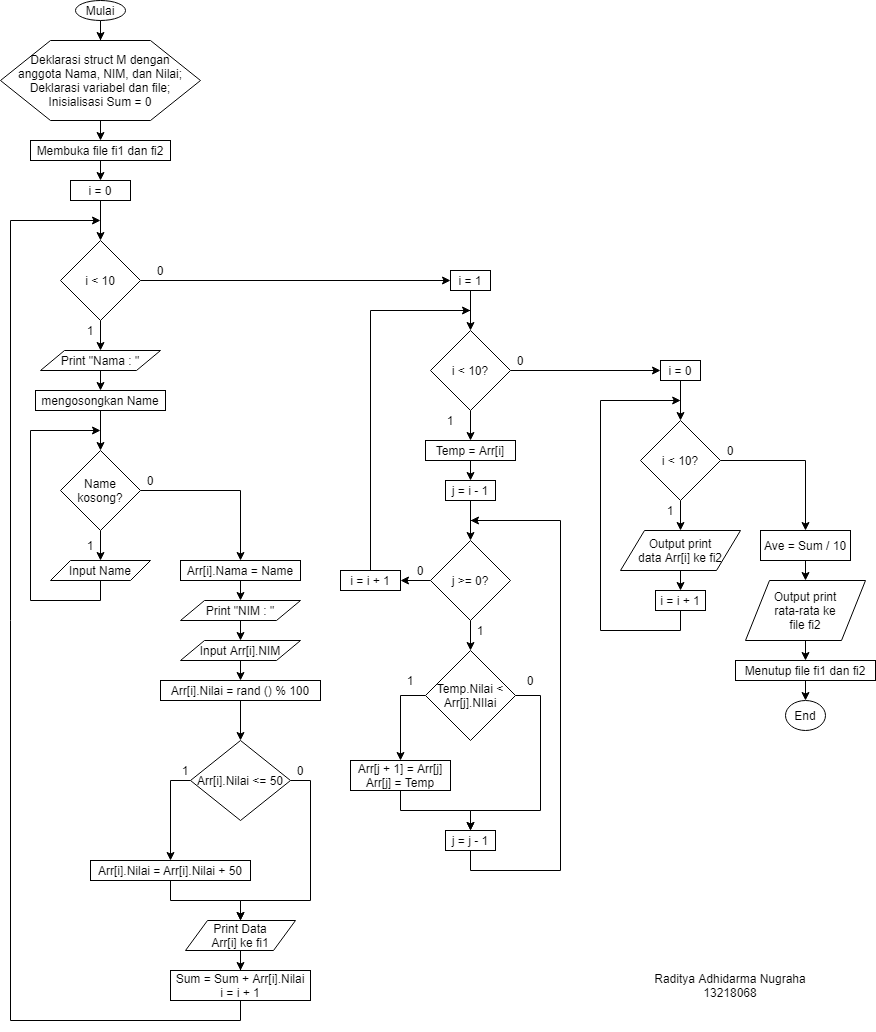 Mulai
Deklarasi struct M dengan
anggota Nama, NIM, dan Nilai;
Deklarasi variabel dan file;
Inisialisasi Sum = 0
Membuka file fi1 dan fi2
i = 0
i < 10
0
1
Print "Nama : "
mengosongkan Name
Name
kosong?
0
1
Input Name
Arr[i].Nama = Name
Print "NIM : "
Input Arr[i].NIM
Arr[i].Nilai = rand () % 100
Arr[i].Nilai <= 50
1
0
Arr[i].Nilai = Arr[i].Nilai + 50
Print Data
Arr[i] ke fi1
Sum = Sum + Arr[i].Nilai
i = i + 1
i = 1
i < 10?
0
1
Temp = Arr[i]
j = i - 1
j >= 0?
0
i = i + 1
1
Temp.Nilai <
Arr[j].NIlai
1
0
Arr[j + 1] = Arr[j]
Arr[j] = Temp
j = j - 1
i = 0
i < 10?
0
1
Output print
data Arr[i] ke fi2
i = i + 1
Ave = Sum / 10
Output print
rata-rata ke
file fi2
Menutup file fi1 dan fi2
End
Raditya Adhidarma Nugraha
13218068